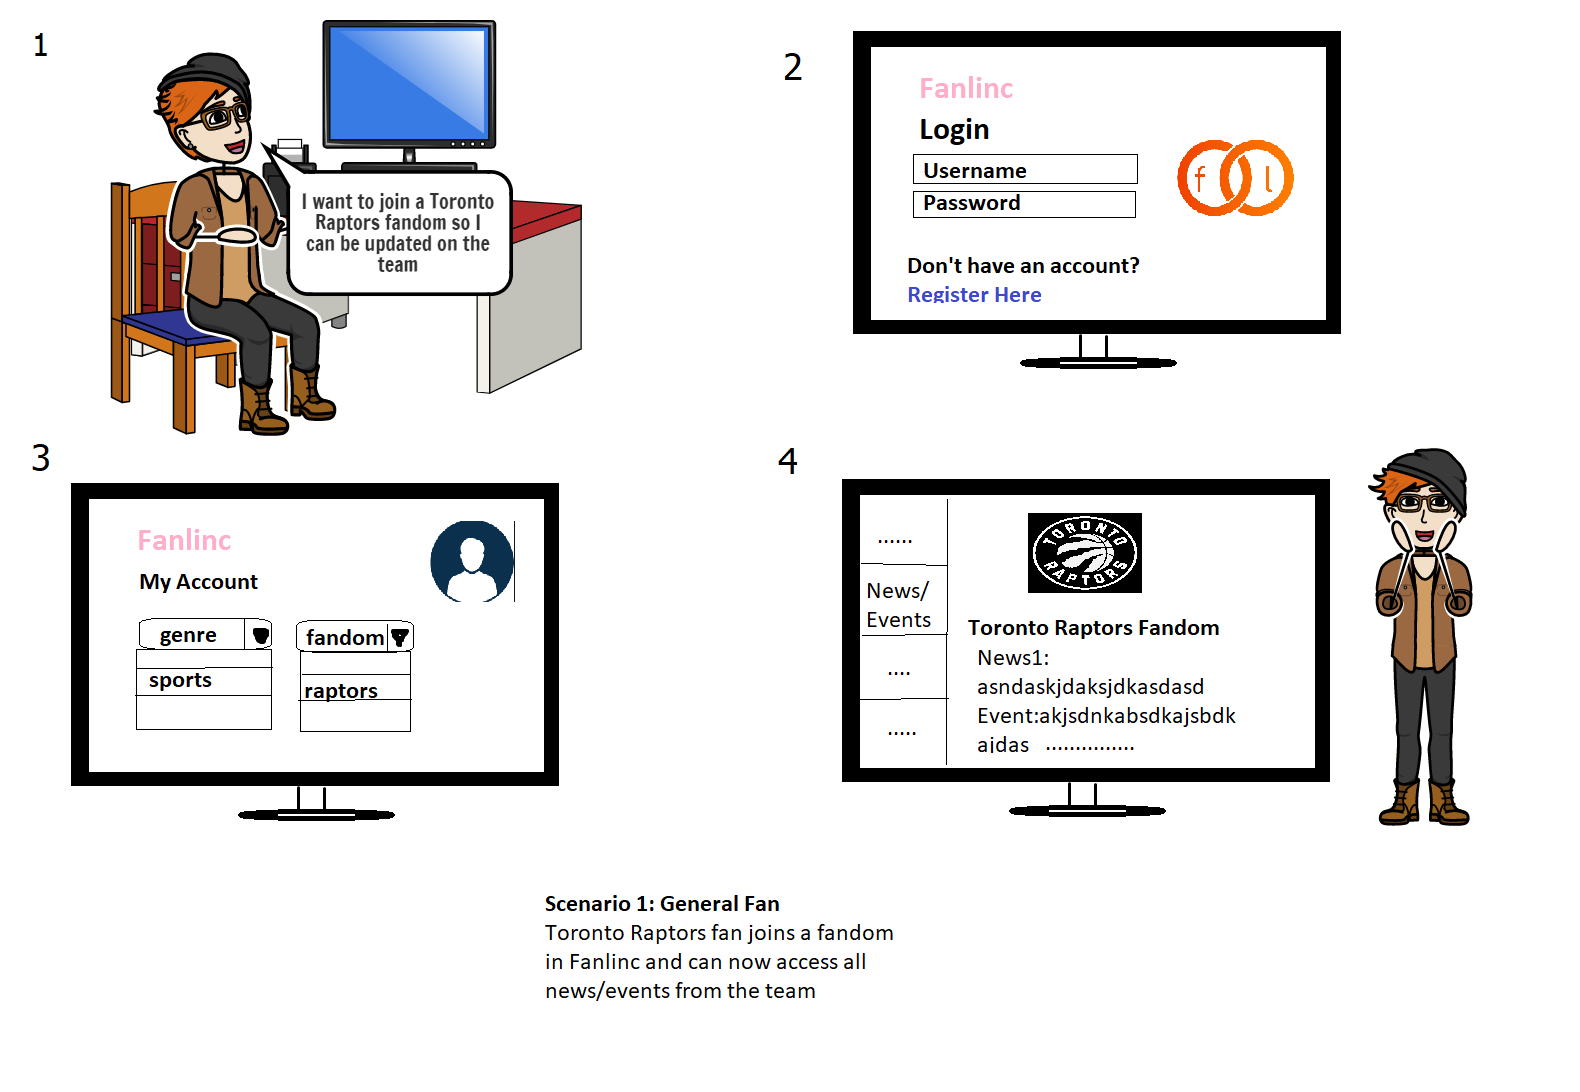 1
I want to join a Toronto
Raptors fandom so I
can be updated on the
team
2
Fanlinc
Login
Username
Password
f l
Don't have an account?
Register Here
3
Fanlinc
My Account
genre
fandom
sports
raptors
4
......
News/
Events
....
.....
TORONTO
RAPTORS
Toronto Raptors Fandom
News1:
asndaskjdaksjdkasdasd
Event:akjsdnkabsdkajsbdk
ajdas ...............
Scenario 1: General Fan
Toronto Raptors fan joins a fandom
in Fanlinc and can now access all
news/events from the team